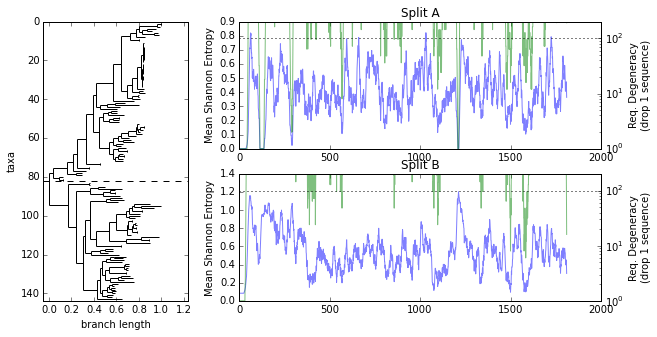 Split A
0
20
40
60
80
100
120
140
taxa
0.0 0.2 0.4 0.6 0.8 1.0 1.2
branch length
0.9
0.8
0.7
0.6
0.5
0.4
0.3
0.2
0.1
0.0
Mean Shannon Entropy
0 500 1000 1500 2000
10²
10¹
10⁰
Req. Degeneracy
(drop 1 sequence)
Split B
1.4
1.2
1.0
0.8
0.6
0.4
0.2
0.0
Mean Shannon Entropy
0 500 1000 1500 2000
10²
10¹
10⁰
Req. Degeneracy
(drop 1 sequence)